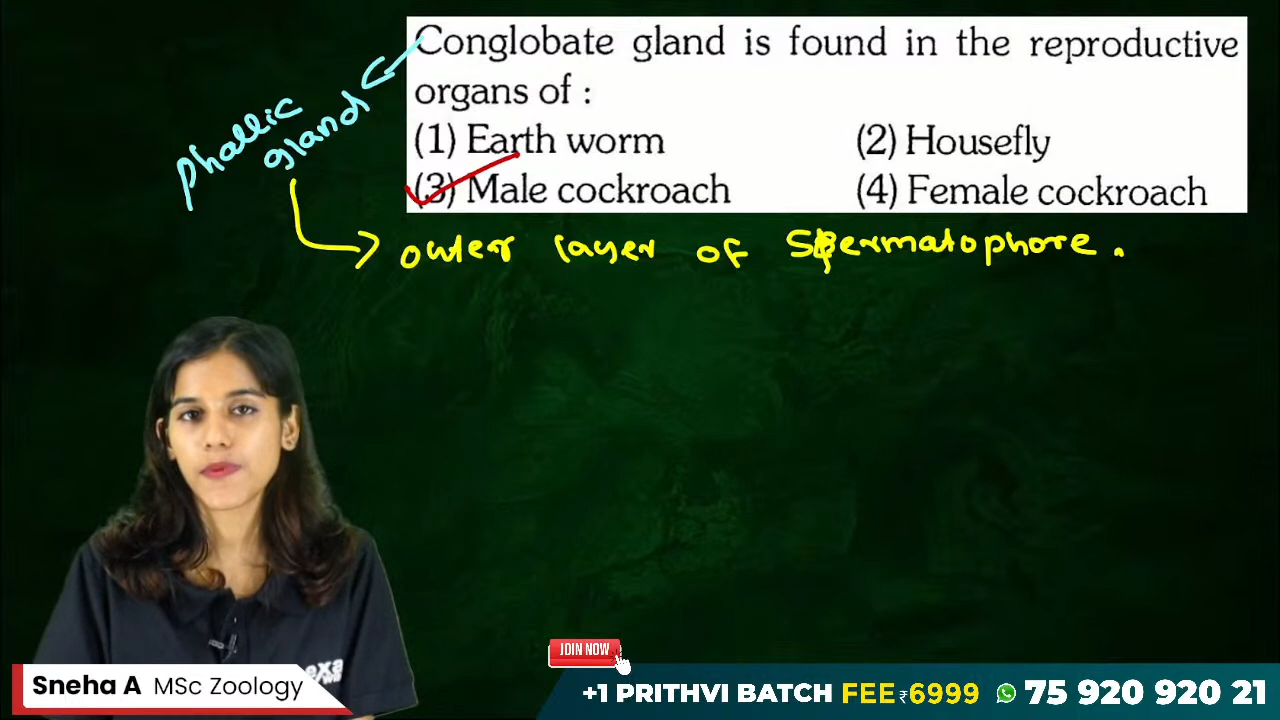 Conglobate gland is found in the reproductive
organs of :
(1) Earth worm (2) Housefly
(3) Male cockroach (4) Female cockroach
phallic
gland
outer layer of Spermatophore.
exa
JOIN NOW
Sneha A MSc Zoology
+1 PRITHVI BATCH FEE ₹6999 75 920 920 21